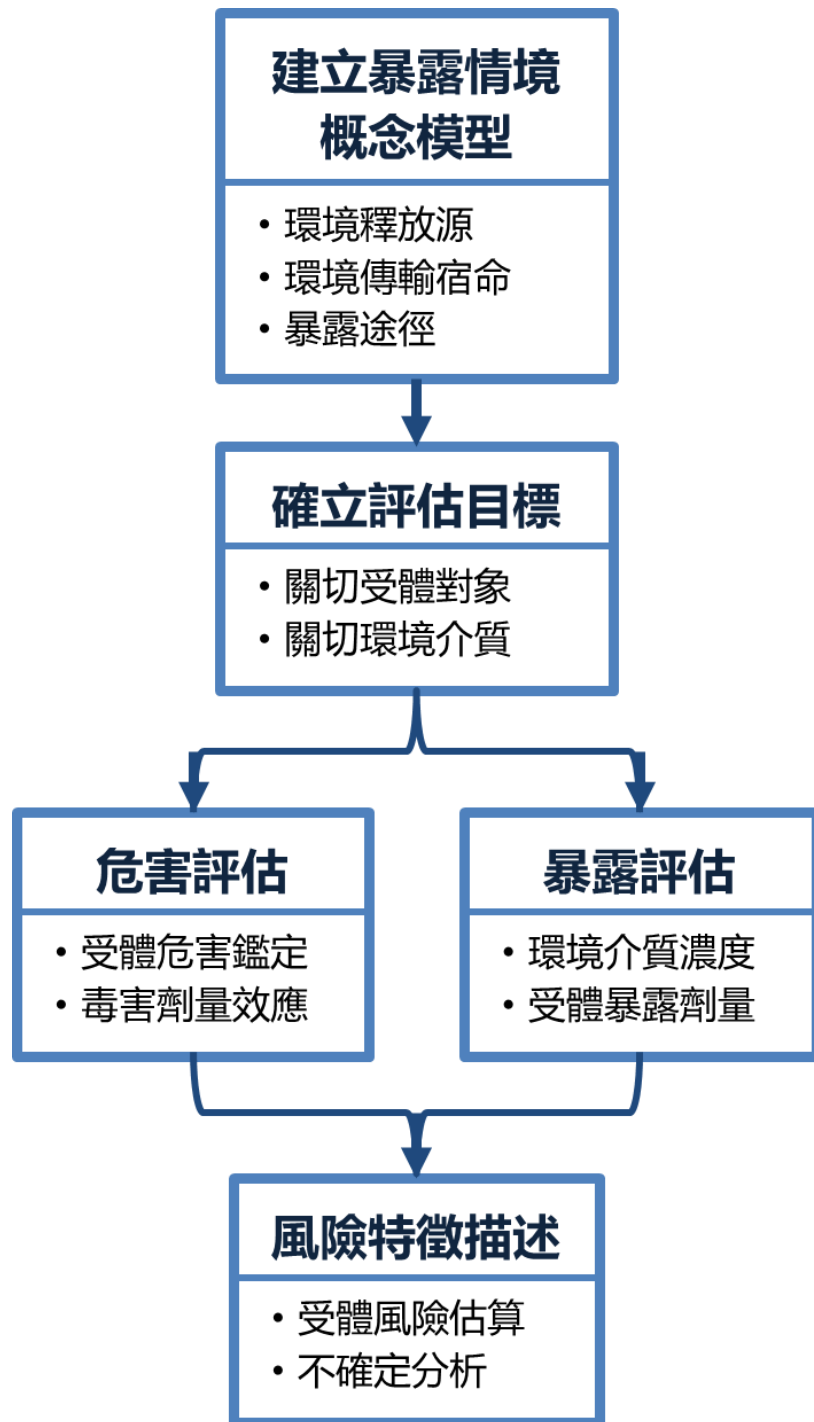 建立暴露情境
概念模型
・環境釋放源
・環境傳輸宿命
・暴露途徑
確立評估目標
・關切受體對象
・關切環境介質
危害評估
・受體危害鑑定
・毒害劑量效應
暴露評估
・環境介質濃度
・受體暴露劑量
風險特徵描述
・受體風險估算
・不確定分析